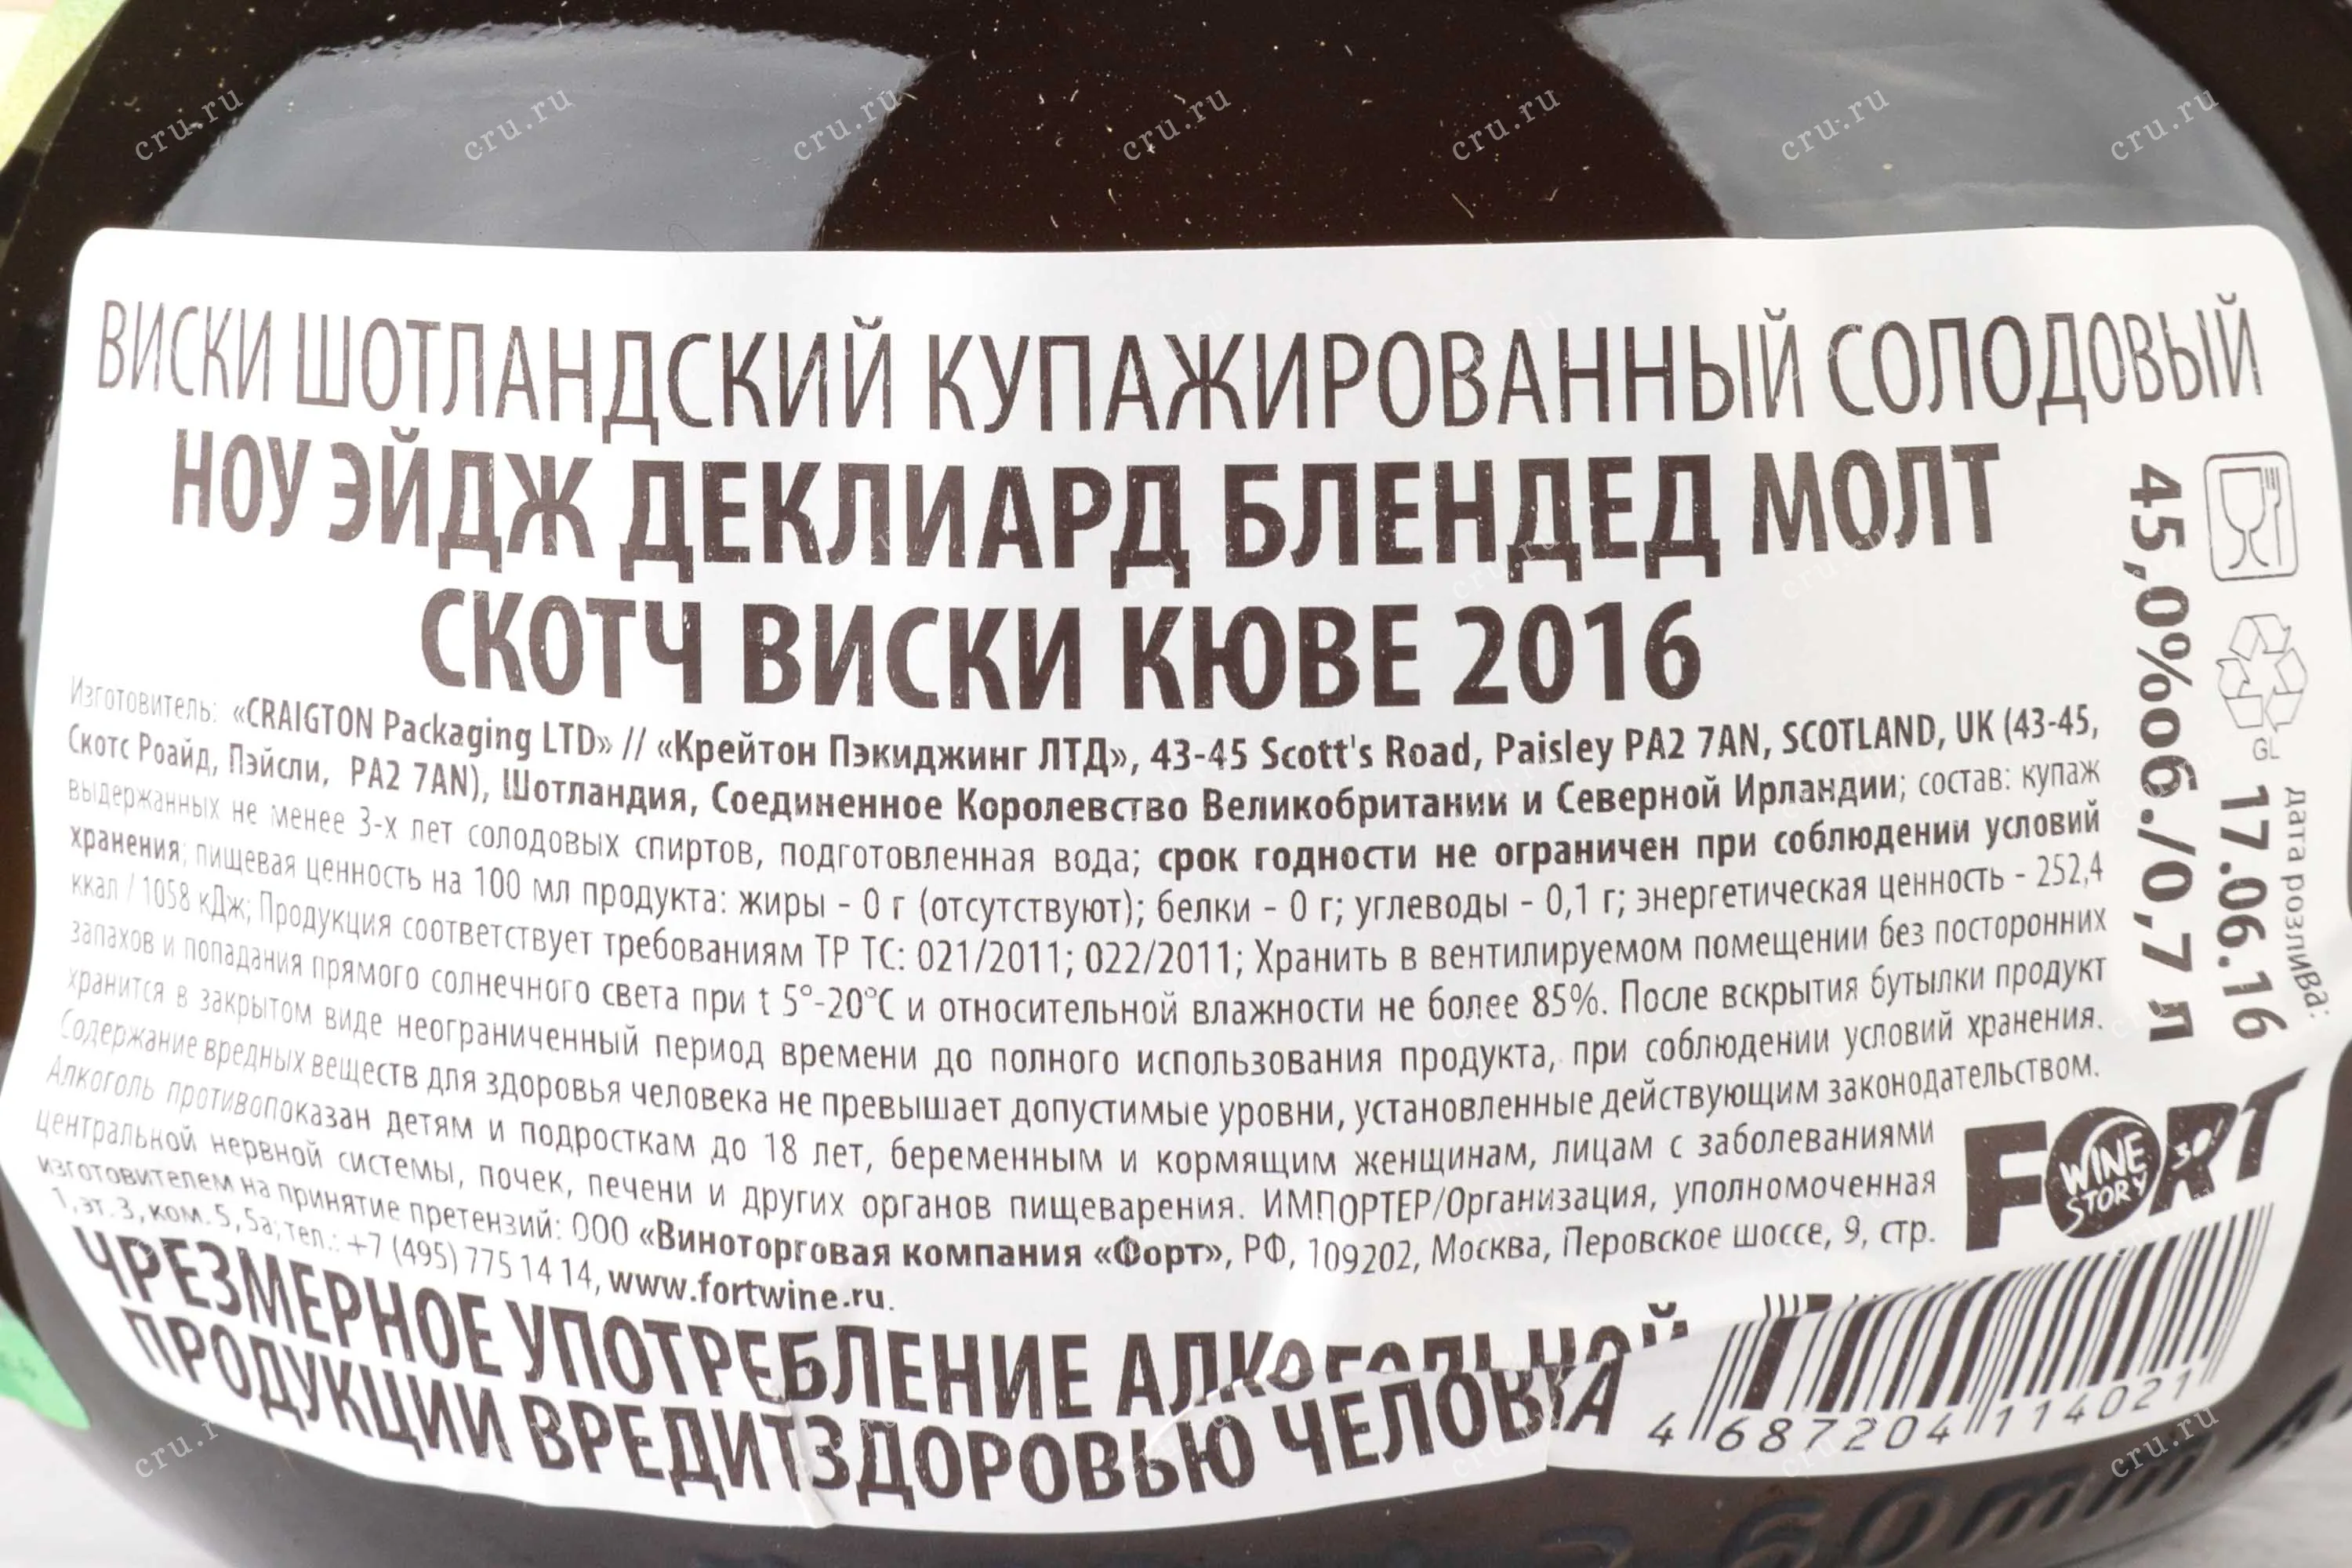 ВИСКИ ШОТЛАНДСКИЙ КУПАЖИРОВАННЫЙ СОЛОДОВЫЙ
НОУ ЭЙДЖ ДЕКЛИАРД БЛЕНДЕД МОЛТ
СКОТЧ ВИСКИ КЮВЕ 2016
Изготовитель: «CRAIGTON Packaging LTD» // «Крейтон Пэкиджинг ЛТД», 43-45 Scott's Road, Paisley PA2 7AN, SCOTLAND, UK (43-45,
Скотс Роайд, Пэйсли, PA2 7AN), Шотландия, Соединенное Королевство Великобритании и Северной Ирландии; состав: купаж
выдержанных не менее 3-х лет солодовых спиртов, подготовленная вода; срок годности не ограничен при соблюдении условий
хранения; пищевая ценность на 100 мл продукта: жиры - 0 г (отсутствуют); белки - 0 г; углеводы - 0,1 г; энергетическая ценность - 252,4
ккал / 1058 кДж; Продукция соответствует требованиям ТР ТС: 021/2011; 022/2011; Хранить в вентилируемом помещении без посторонних
запахов и попадания прямого солнечного света при t 5°-20°С и относительной влажности не более 85%. После вскрытия бутылки продукт
хранится в закрытом виде неограниченный период времени до полного использования продукта, при соблюдении условий хранения.
Содержание вредных веществ для здоровья человека не превышает допустимые уровни, установленные действующим законодательством.
Алкоголь противопоказан детям и подросткам до 18 лет, беременным и кормящим женщинам, лицам с заболеваниями
центральной нервной системы, почек, печени и других органов пищеварения. ИМПОРТЕР/Организация, уполномоченная
изготовителем на принятие претензий: ООО «Виноторговая компания «Форт», РФ, 109202, Москва, Перовское шоссе, 9, стр.
1, эт. 3, ком. 5, 5а; тел.: +7 (495) 775 14 14, www.fortwine.ru.
ЧРЕЗМЕРНОЕ УПОТРЕБЛЕНИЕ АЛКОГОЛЬНОЙ
ПРОДУКЦИИ ВРЕДИТ ЗДОРОВЬЮ ЧЕЛОВЕКА
45,0%об./0,7 л
GL
дата розлива:
17.06.16
FORT
WINE
STORY
30!
4 687204 114021
60mm
cru.ru